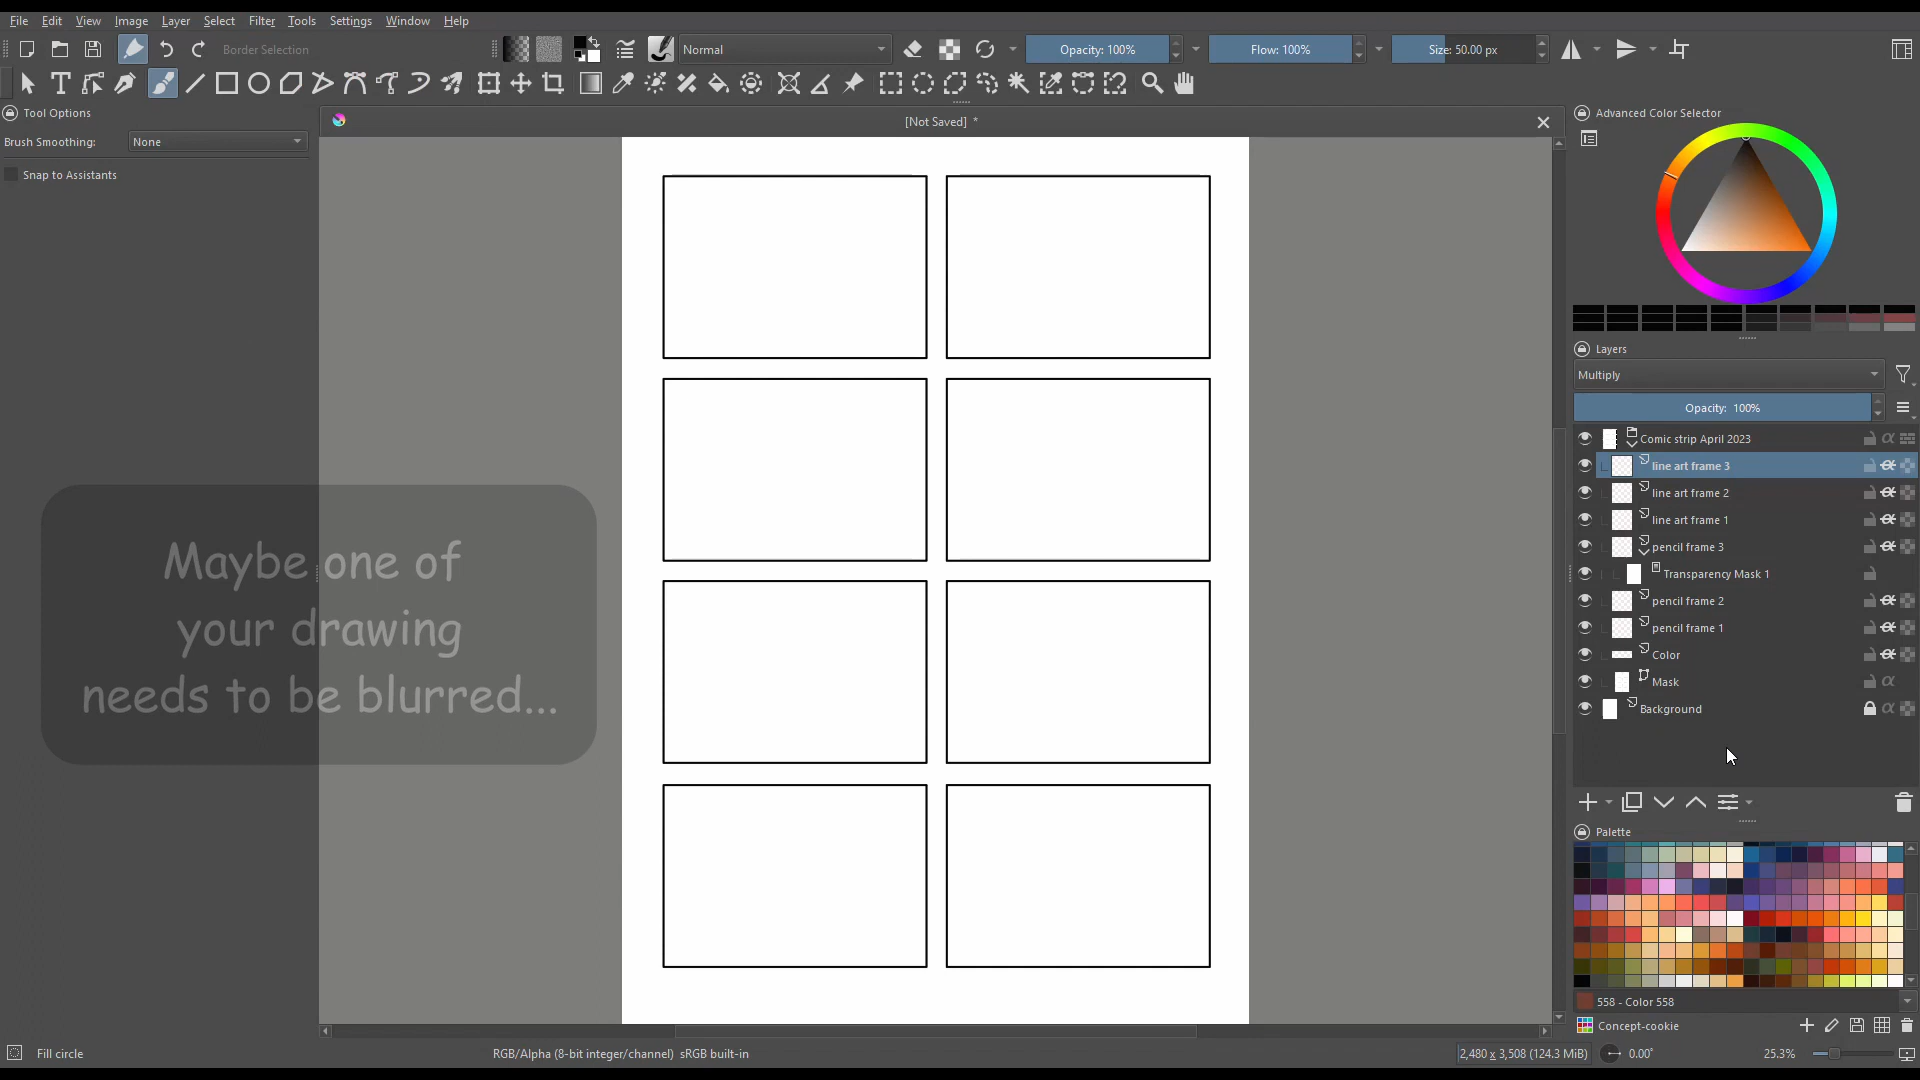 File Edit View Image Layer Select Filter Tools Settings Window Help
Border Selection Normal Opacity: 100% Flow: 100% Size: 50.00 px
Tool Options
Brush Smoothing: None
Snap to Assistants
[Not Saved] *
Maybe one of
your drawing
needs to be blurred...
Advanced Color Selector
Layers
Multiply
Opacity: 100%
Comic strip April 2023
line art frame 3
line art frame 2
line art frame 1
pencil frame 3
Transparency Mask 1
pencil frame 2
pencil frame 1
Color
Mask
Background
Palette
558 - Color 558
Concept-cookie
Fill circle
RGB/Alpha (8-bit integer/channel) sRGB built-in
2,480 x 3,508 (124.3 MiB)
0.00°
25.3%